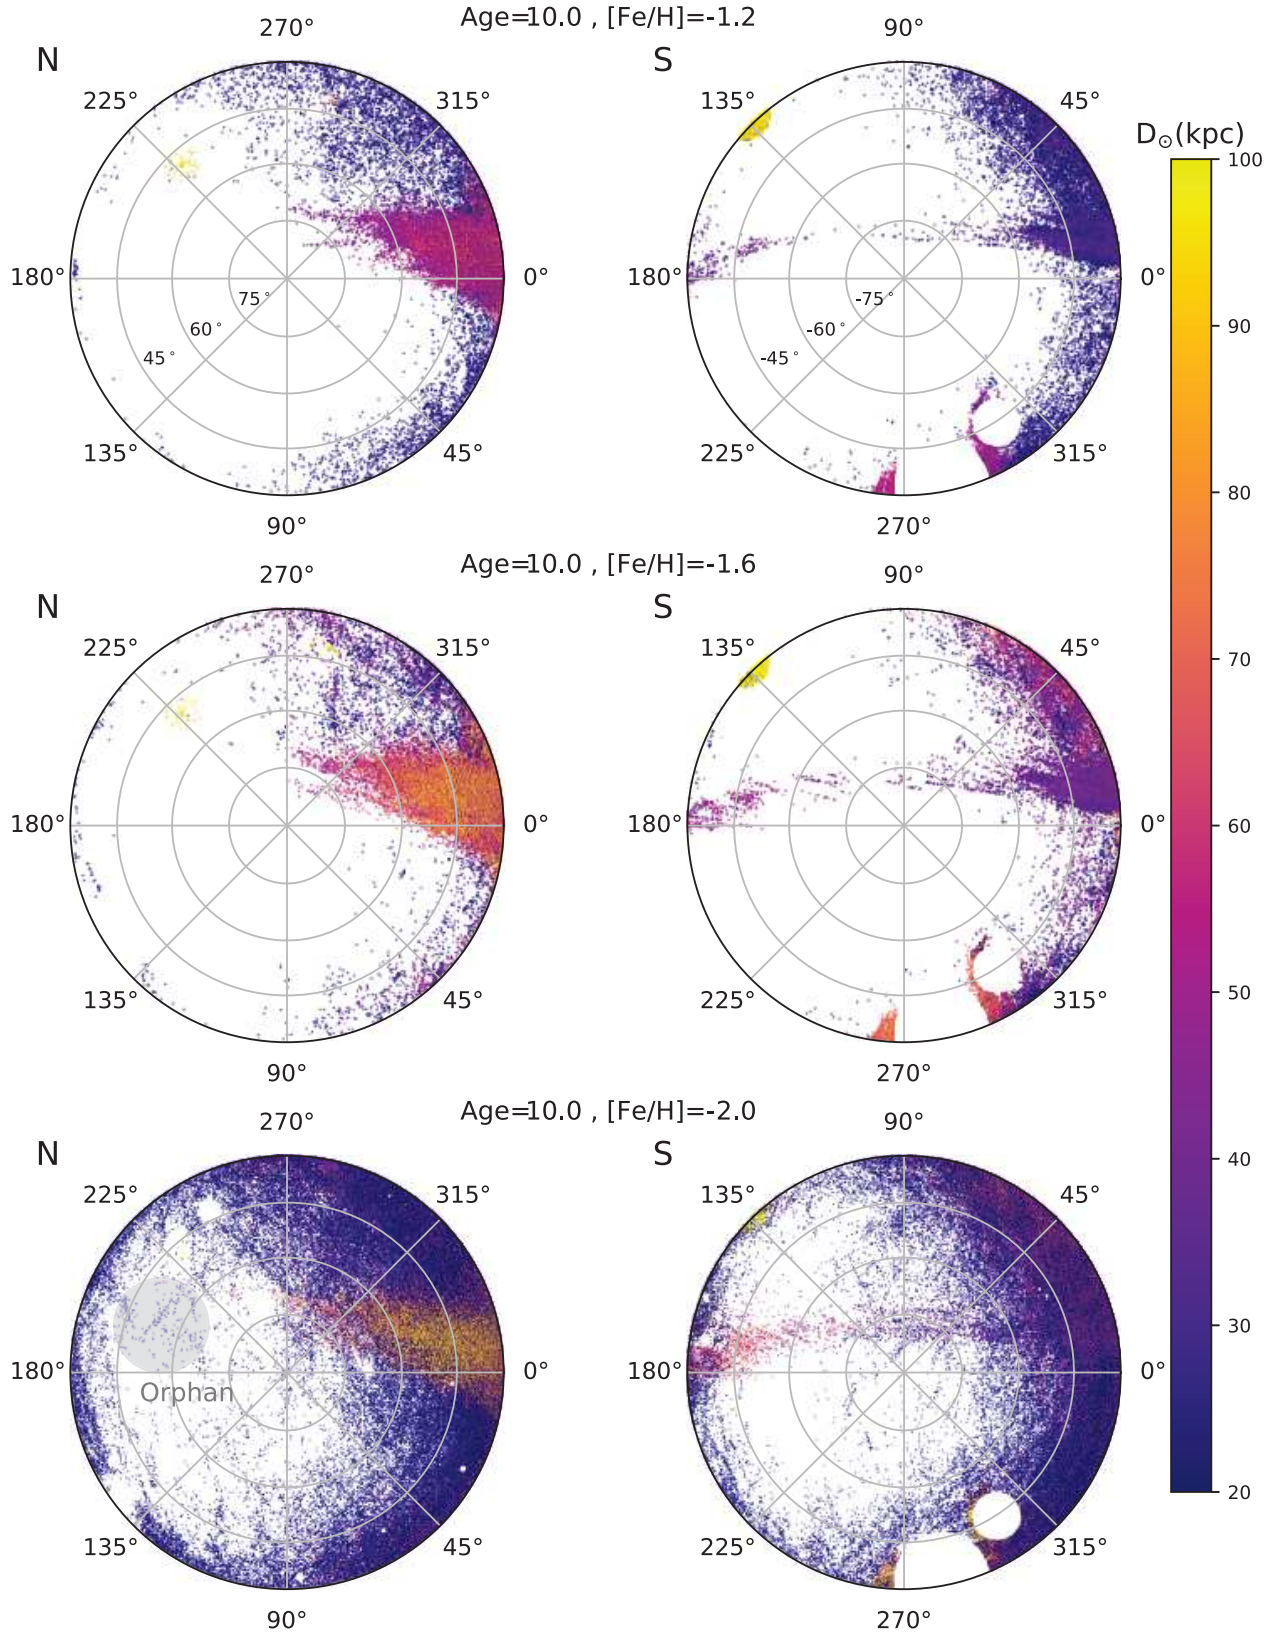 Age=10.0 , [Fe/H]=-1.2
270° 90°
N S
225° 315° 135° 45°
D☉(kpc)
100
180° 0° 180° 0°
75° -75°
60° -60°
90
45° -45°
135° 45° 225° 315°
80
90° 270°
Age=10.0 , [Fe/H]=-1.6
270° 90°
N S
225° 315° 135° 45°
70
180° 0° 180° 0°
60
135° 45° 225° 315°
50
90° 270°
Age=10.0 , [Fe/H]=-2.0
270° 90°
N S
40
225° 315° 135° 45°
30
180° 0° 180° 0°
Orphan
20
135° 45° 225° 315°
90° 270°